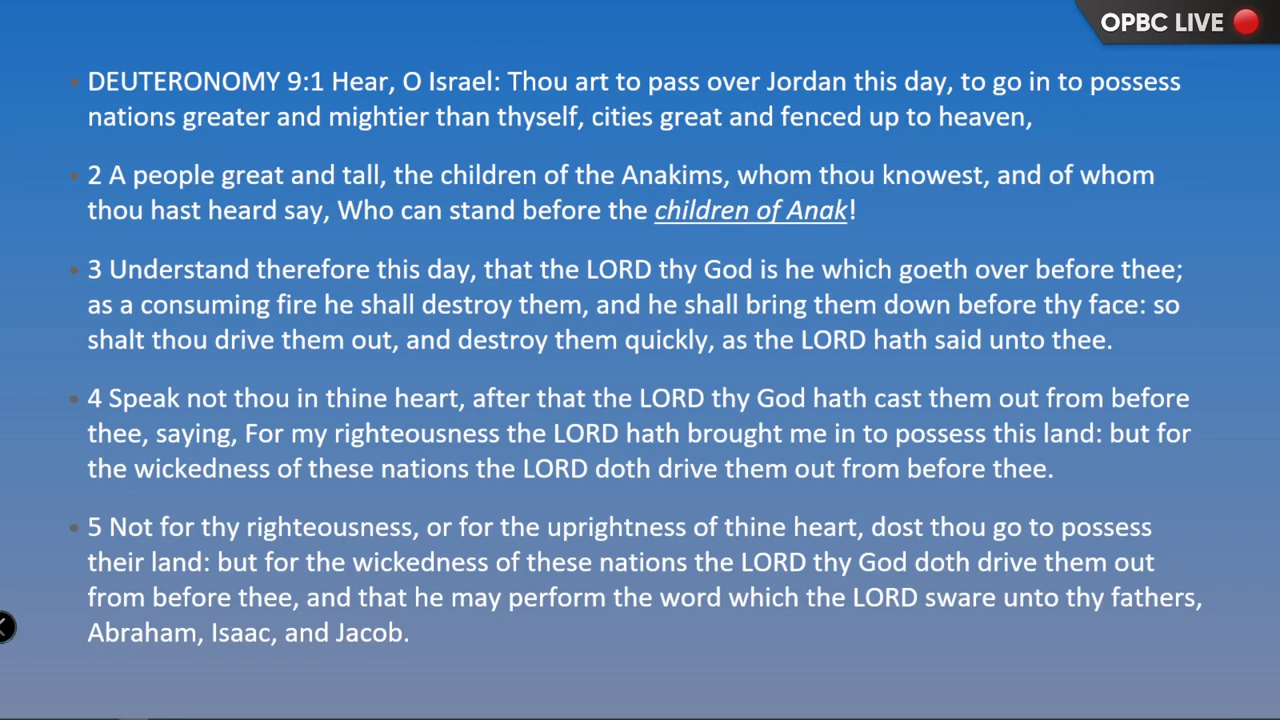 OPBC LIVE
• DEUTERONOMY 9:1 Hear, O Israel: Thou art to pass over Jordan this day, to go in to possess
nations greater and mightier than thyself, cities great and fenced up to heaven,
• 2 A people great and tall, the children of the Anakims, whom thou knowest, and of whom
thou hast heard say, Who can stand before the children of Anak!
• 3 Understand therefore this day, that the LORD thy God is he which goeth over before thee;
as a consuming fire he shall destroy them, and he shall bring them down before thy face: so
shalt thou drive them out, and destroy them quickly, as the LORD hath said unto thee.
• 4 Speak not thou in thine heart, after that the LORD thy God hath cast them out from before
thee, saying, For my righteousness the LORD hath brought me in to possess this land: but for
the wickedness of these nations the LORD doth drive them out from before thee.
• 5 Not for thy righteousness, or for the uprightness of thine heart, dost thou go to possess
their land: but for the wickedness of these nations the LORD thy God doth drive them out
from before thee, and that he may perform the word which the LORD sware unto thy fathers,
Abraham, Isaac, and Jacob.